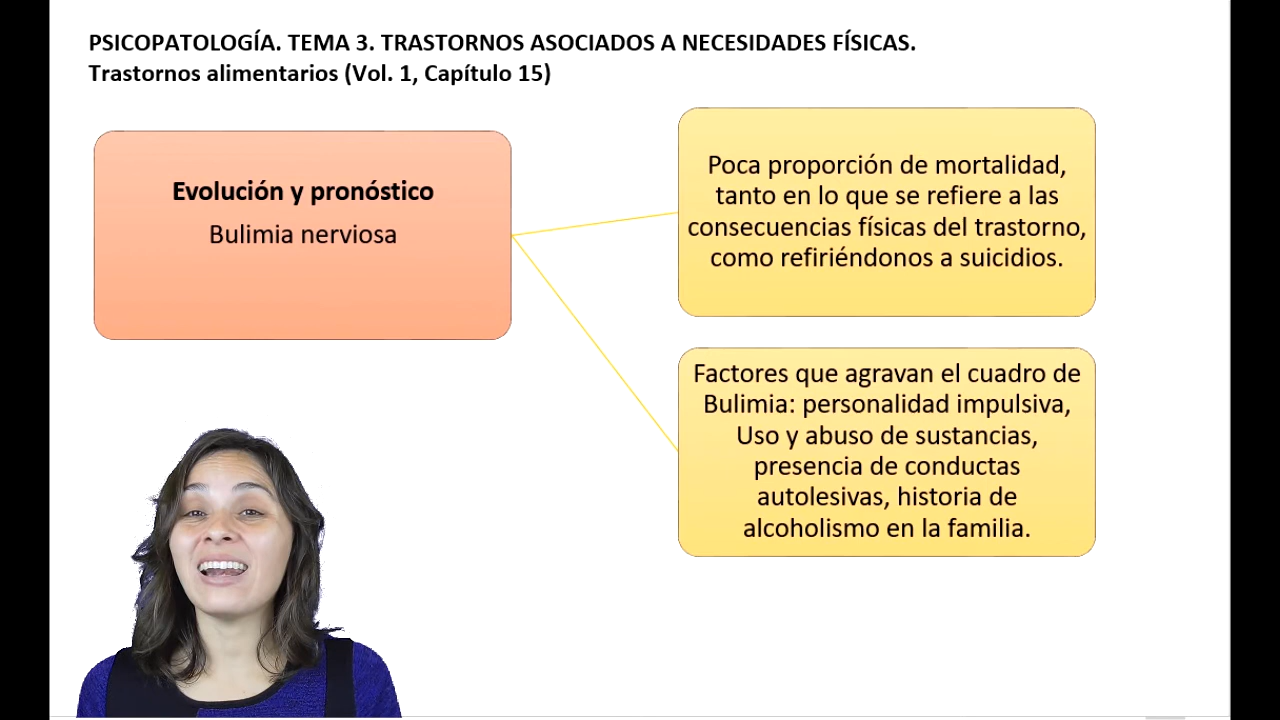 PSICOPATOLOGÍA. TEMA 3. TRASTORNOS ASOCIADOS A NECESIDADES FÍSICAS.
Trastornos alimentarios (Vol. 1, Capítulo 15)
Evolución y pronóstico
Bulimia nerviosa
Poca proporción de mortalidad,
tanto en lo que se refiere a las
consecuencias físicas del trastorno,
como refiriéndonos a suicidios.
Factores que agravan el cuadro de
Bulimia: personalidad impulsiva,
Uso y abuso de sustancias,
presencia de conductas
autolesivas, historia de
alcoholismo en la familia.